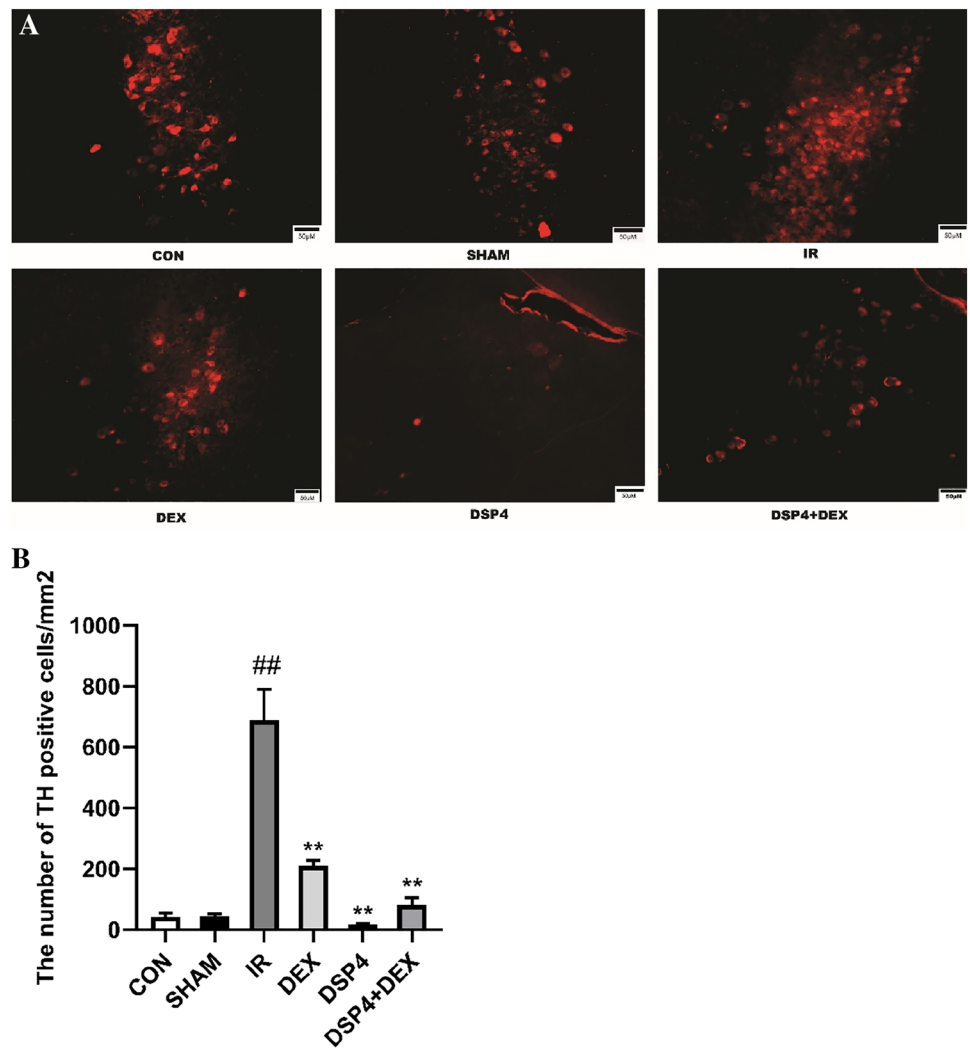 A
50μM
50μM
50μM
CON
SHAM
IR
50μM
50μM
50μM
DEX
DSP4
DSP4+DEX
B
The number of TH positive cells/mm2
1000
800
600
400
200
0
##
**
**
**
CON
SHAM
IR
DEX
DSP4
DSP4+DEX